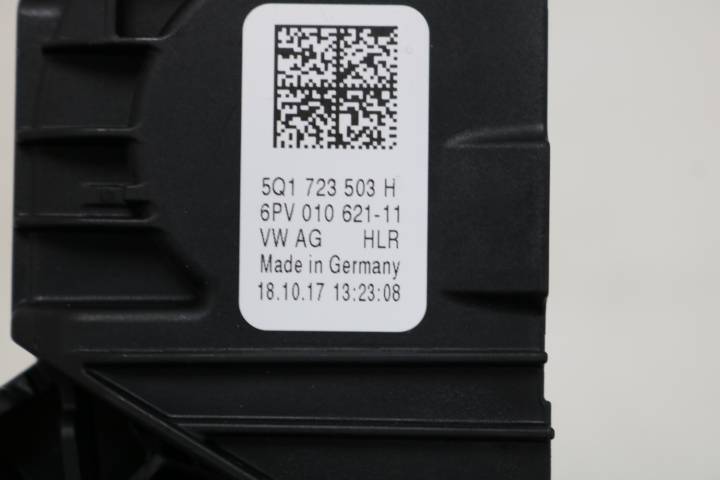 5Q1 723 503 H
6PV 010 621-11
VW AG HLR
Made in Germany
18.10.17 13:23:08